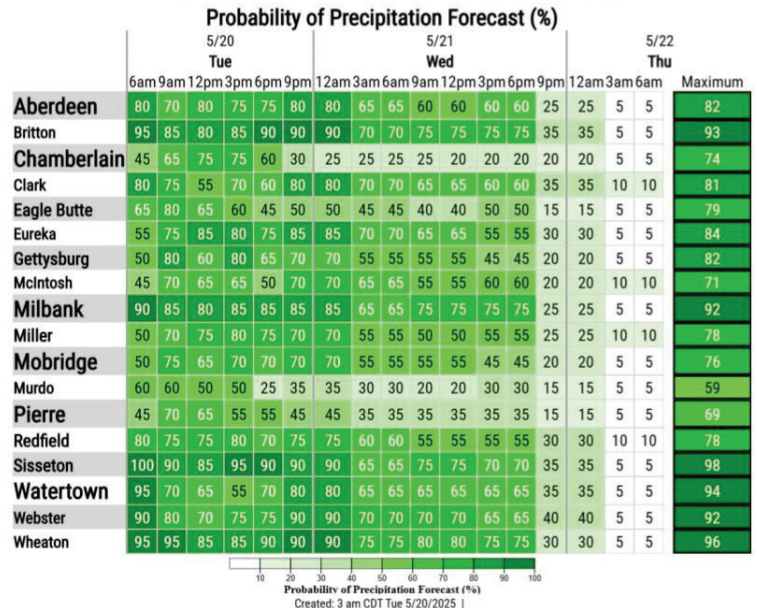 Probability of Precipitation Forecast (%)
5/20 5/21 5/22
Tue Wed Thu
6am 9am 12pm 3pm 6pm 9pm 12am 3am 6am 9am 12pm 3pm 6pm 9pm 12am 3am 6am Maximum
Aberdeen 80 70 80 75 75 80 80 65 65 60 60 60 60 25 25 5 5 82
Britton 95 85 80 85 90 90 90 70 70 75 75 75 75 35 35 5 5 93
Chamberlain 45 65 75 75 60 30 25 25 25 25 20 20 20 20 20 5 5 74
Clark 80 75 55 70 60 80 80 70 70 65 65 60 60 35 35 10 10 81
Eagle Butte 65 80 65 60 45 50 50 45 45 40 40 50 50 15 15 5 5 79
Eureka 55 75 85 80 75 85 85 70 70 65 65 55 55 30 30 5 5 84
Gettysburg 50 80 60 80 65 70 70 55 55 55 55 45 45 20 20 5 5 82
McIntosh 45 70 65 65 50 70 70 65 65 55 55 60 60 20 20 10 10 71
Milbank 90 85 80 85 85 85 85 65 65 75 75 75 75 25 25 5 5 92
Miller 50 70 75 80 75 70 70 55 55 50 50 55 55 25 25 10 10 78
Mobridge 50 75 65 70 70 70 70 55 55 55 55 45 45 20 20 5 5 76
Murdo 60 60 50 50 25 35 35 30 30 20 20 30 30 15 15 5 5 59
Pierre 45 70 65 55 55 45 45 35 35 35 35 35 35 15 15 5 5 69
Redfield 80 75 75 80 70 75 75 60 60 55 55 55 55 30 30 10 10 78
Sisseton 100 90 85 95 90 90 90 65 65 75 75 70 70 35 35 5 5 98
Watertown 95 70 65 55 70 80 80 65 65 65 65 65 65 35 35 5 5 94
Webster 90 80 70 75 75 90 90 70 70 70 70 65 65 40 40 5 5 92
Wheaton 95 95 85 85 90 90 90 75 75 80 80 75 75 30 30 5 5 96
10 20 30 40 50 60 70 80 90 100
Probability of Precipitation Forecast (%)
Created: 3 am CDT Tue 5/20/2025 |